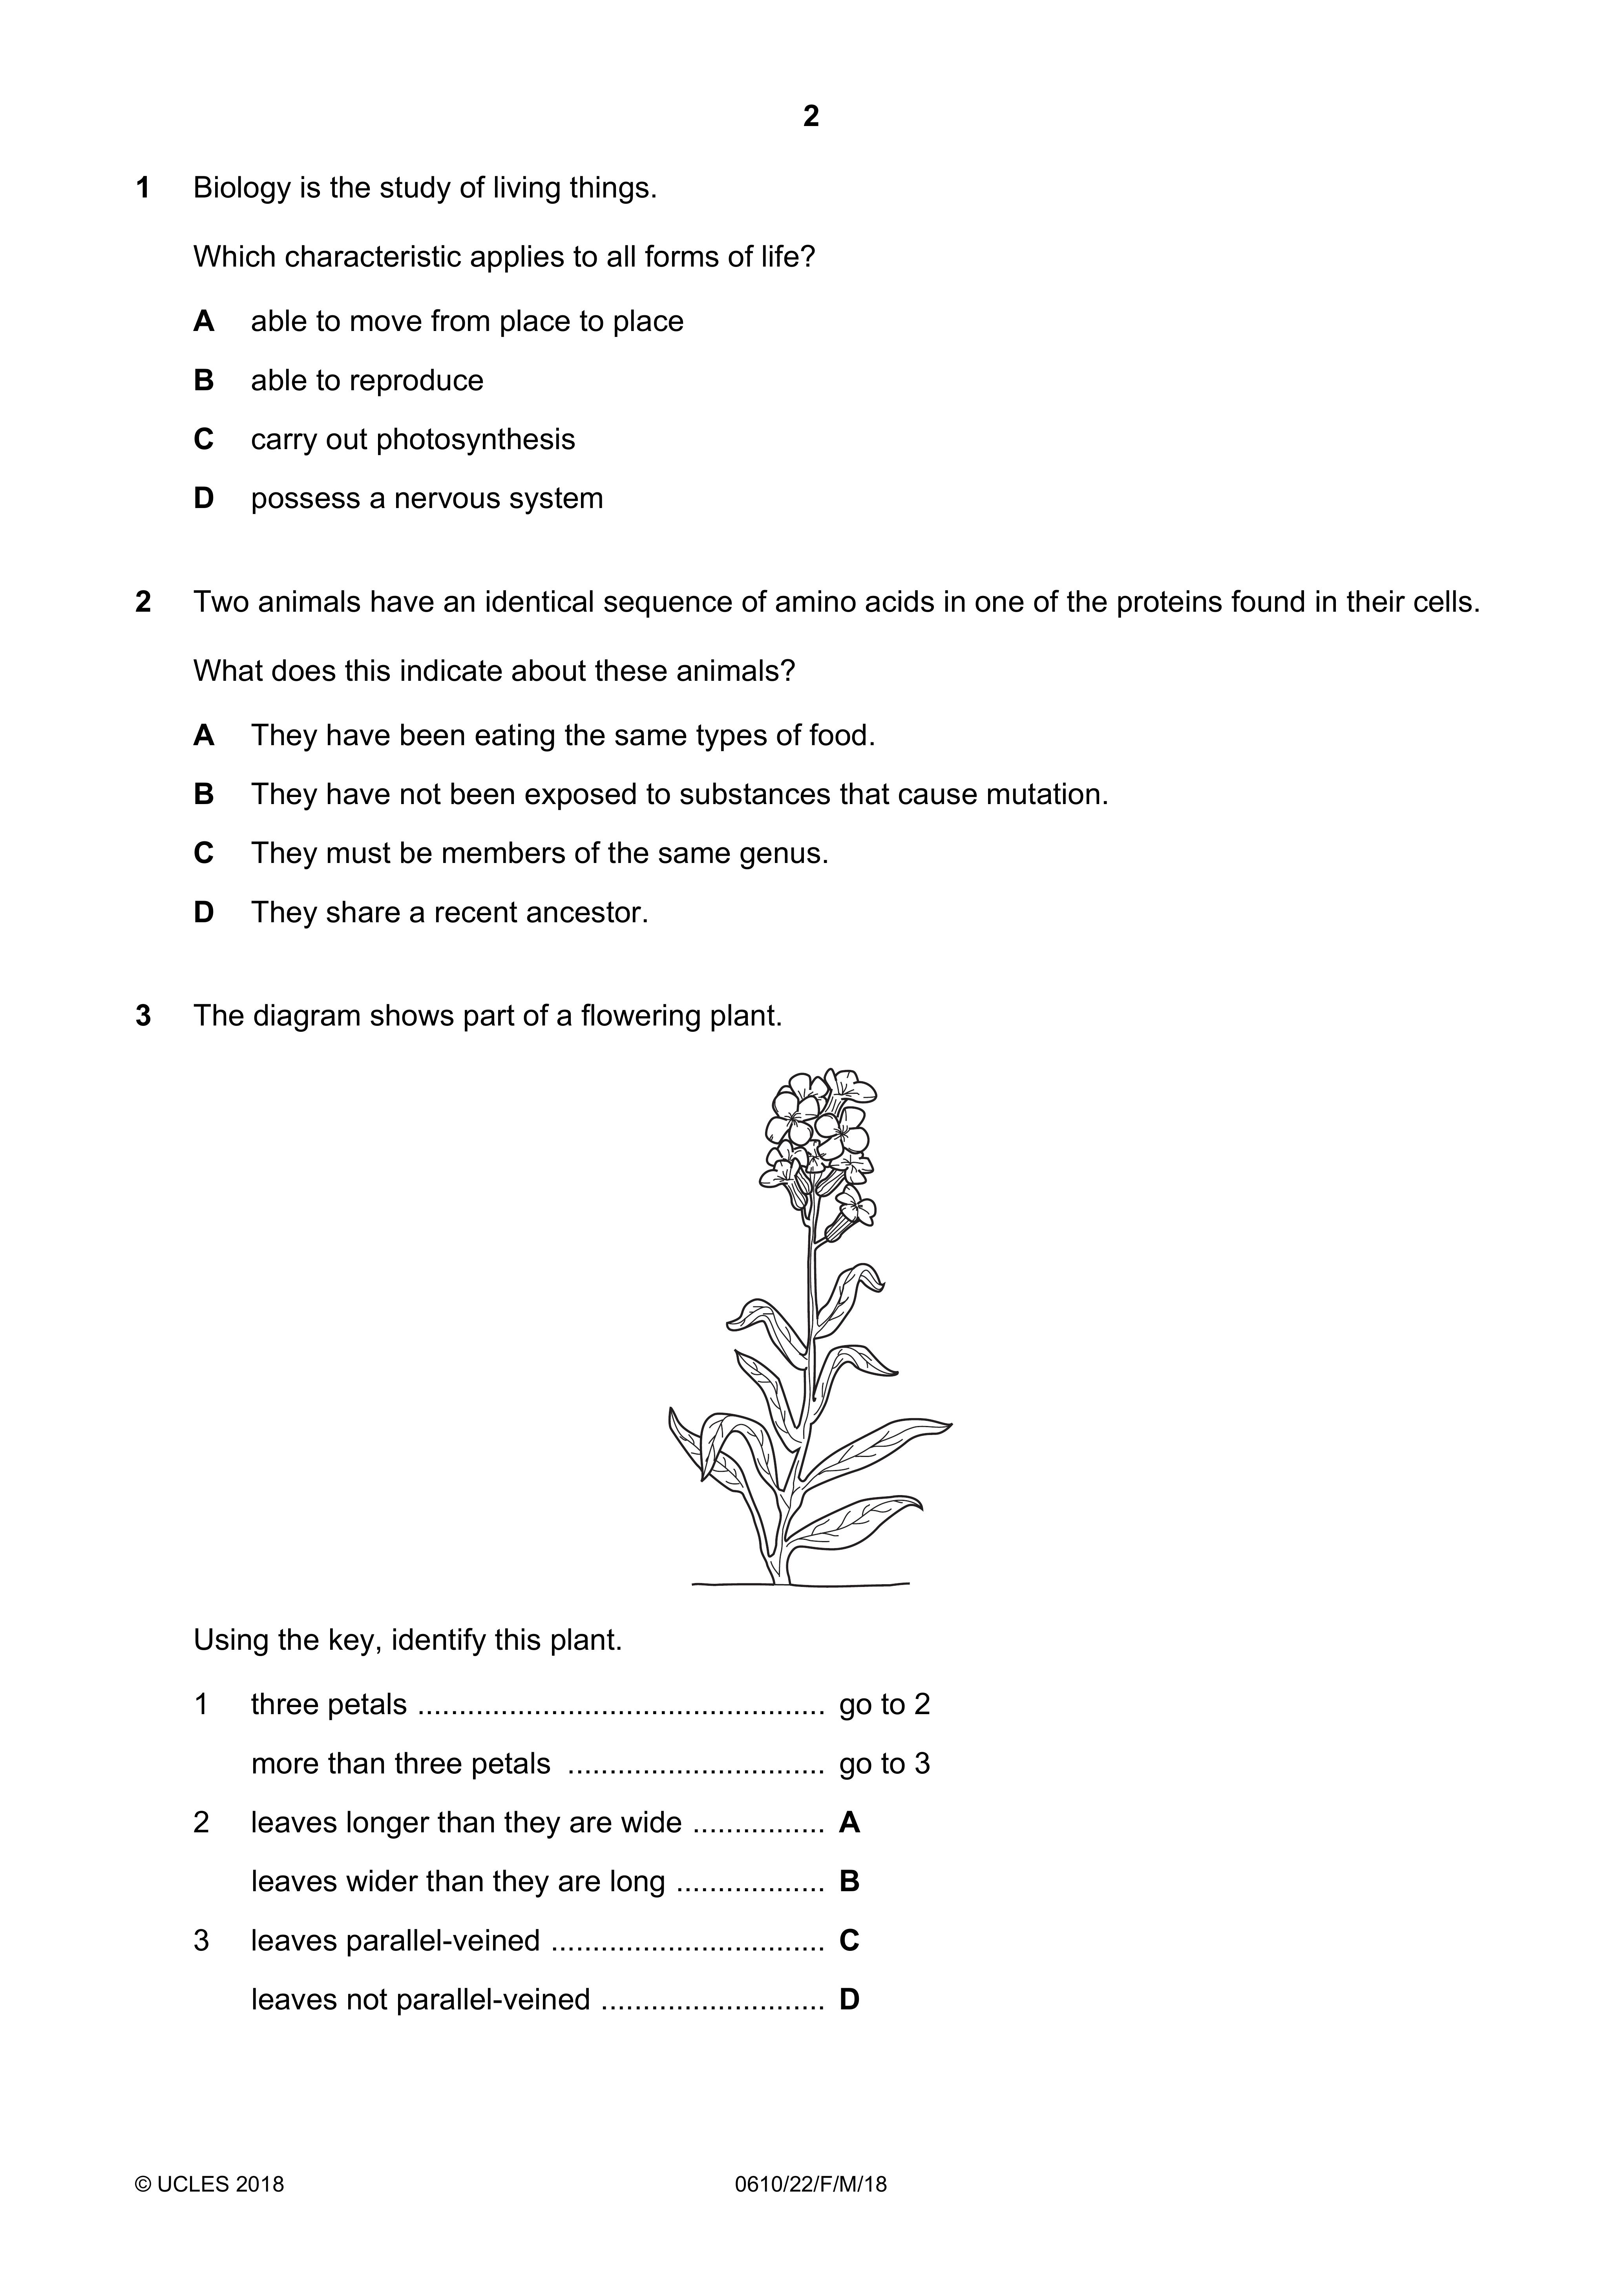 2
1 Biology is the study of living things.
Which characteristic applies to all forms of life?
A able to move from place to place
B able to reproduce
C carry out photosynthesis
D possess a nervous system
2 Two animals have an identical sequence of amino acids in one of the proteins found in their cells.
What does this indicate about these animals?
A They have been eating the same types of food.
B They have not been exposed to substances that cause mutation.
C They must be members of the same genus.
D They share a recent ancestor.
3 The diagram shows part of a flowering plant.
Using the key, identify this plant.
1 three petals ................................................. go to 2
more than three petals ............................... go to 3
2 leaves longer than they are wide ................ A
leaves wider than they are long .................. B
3 leaves parallel-veined ................................. C
leaves not parallel-veined ........................... D
© UCLES 2018 0610/22/F/M/18